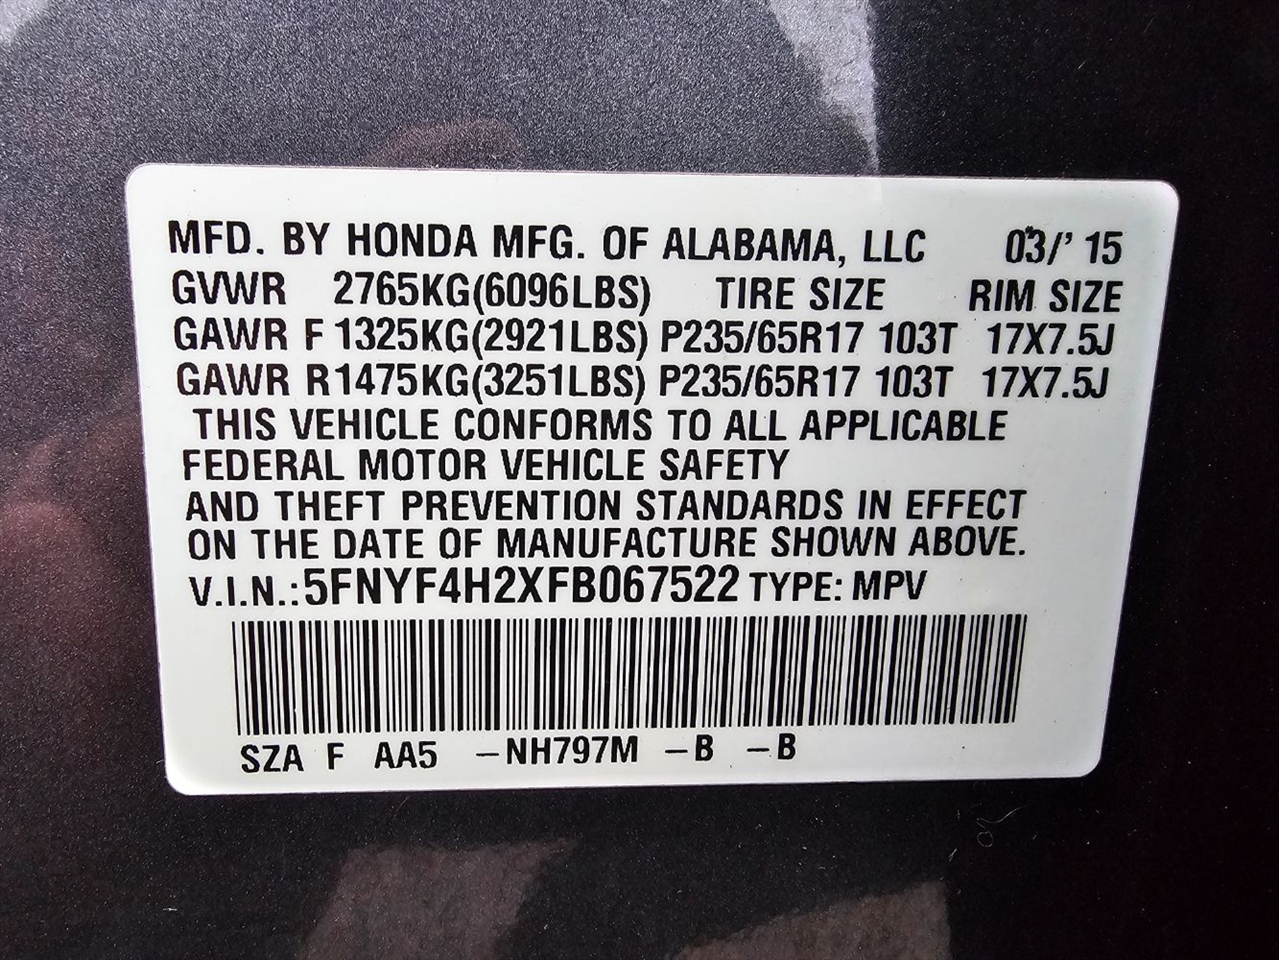 MFD. BY HONDA MFG. OF ALABAMA, LLC 03/' 15
GVWR 2765KG(6096LBS) TIRE SIZE RIM SIZE
GAWR F 1325KG(2921LBS) P235/65R17 103T 17X7.5J
GAWR R1475KG(3251LBS) P235/65R17 103T 17X7.5J
THIS VEHICLE CONFORMS TO ALL APPLICABLE
FEDERAL MOTOR VEHICLE SAFETY
AND THEFT PREVENTION STANDARDS IN EFFECT
ON THE DATE OF MANUFACTURE SHOWN ABOVE.
V.I.N.:5FNYF4H2XFB067522 TYPE: MPV
SZA F AA5 -NH797M -B -B